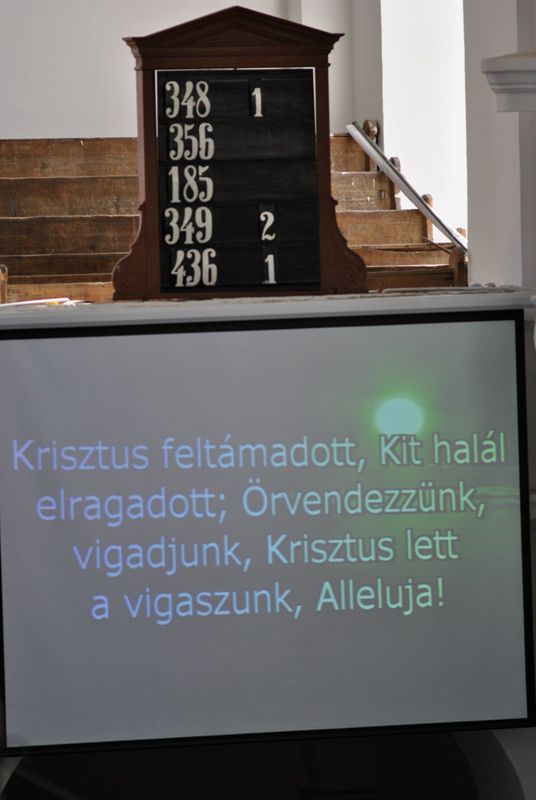 348 1
356
185
349 2
436 1
Krisztus feltámadott, Kit halál
elragadott; Örvendezzünk,
vigadjunk, Krisztus lett
a vigaszunk, Alleluja!